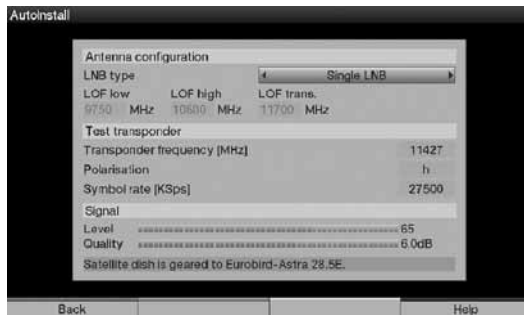 Autoinstall
Antenna configuration
LNB type Single LNB
LOF low LOF high LOF trans.
9750 MHz 10600 MHz 11700 MHz
Test transponder
Transponder frequency [MHz] 11427
Polarisation h
Symbol rate [KSps] 27500
Signal
Level 65
Quality 6.0dB
Satellite dish is geared to Eurobird-Astra 28.5E.
Back Help